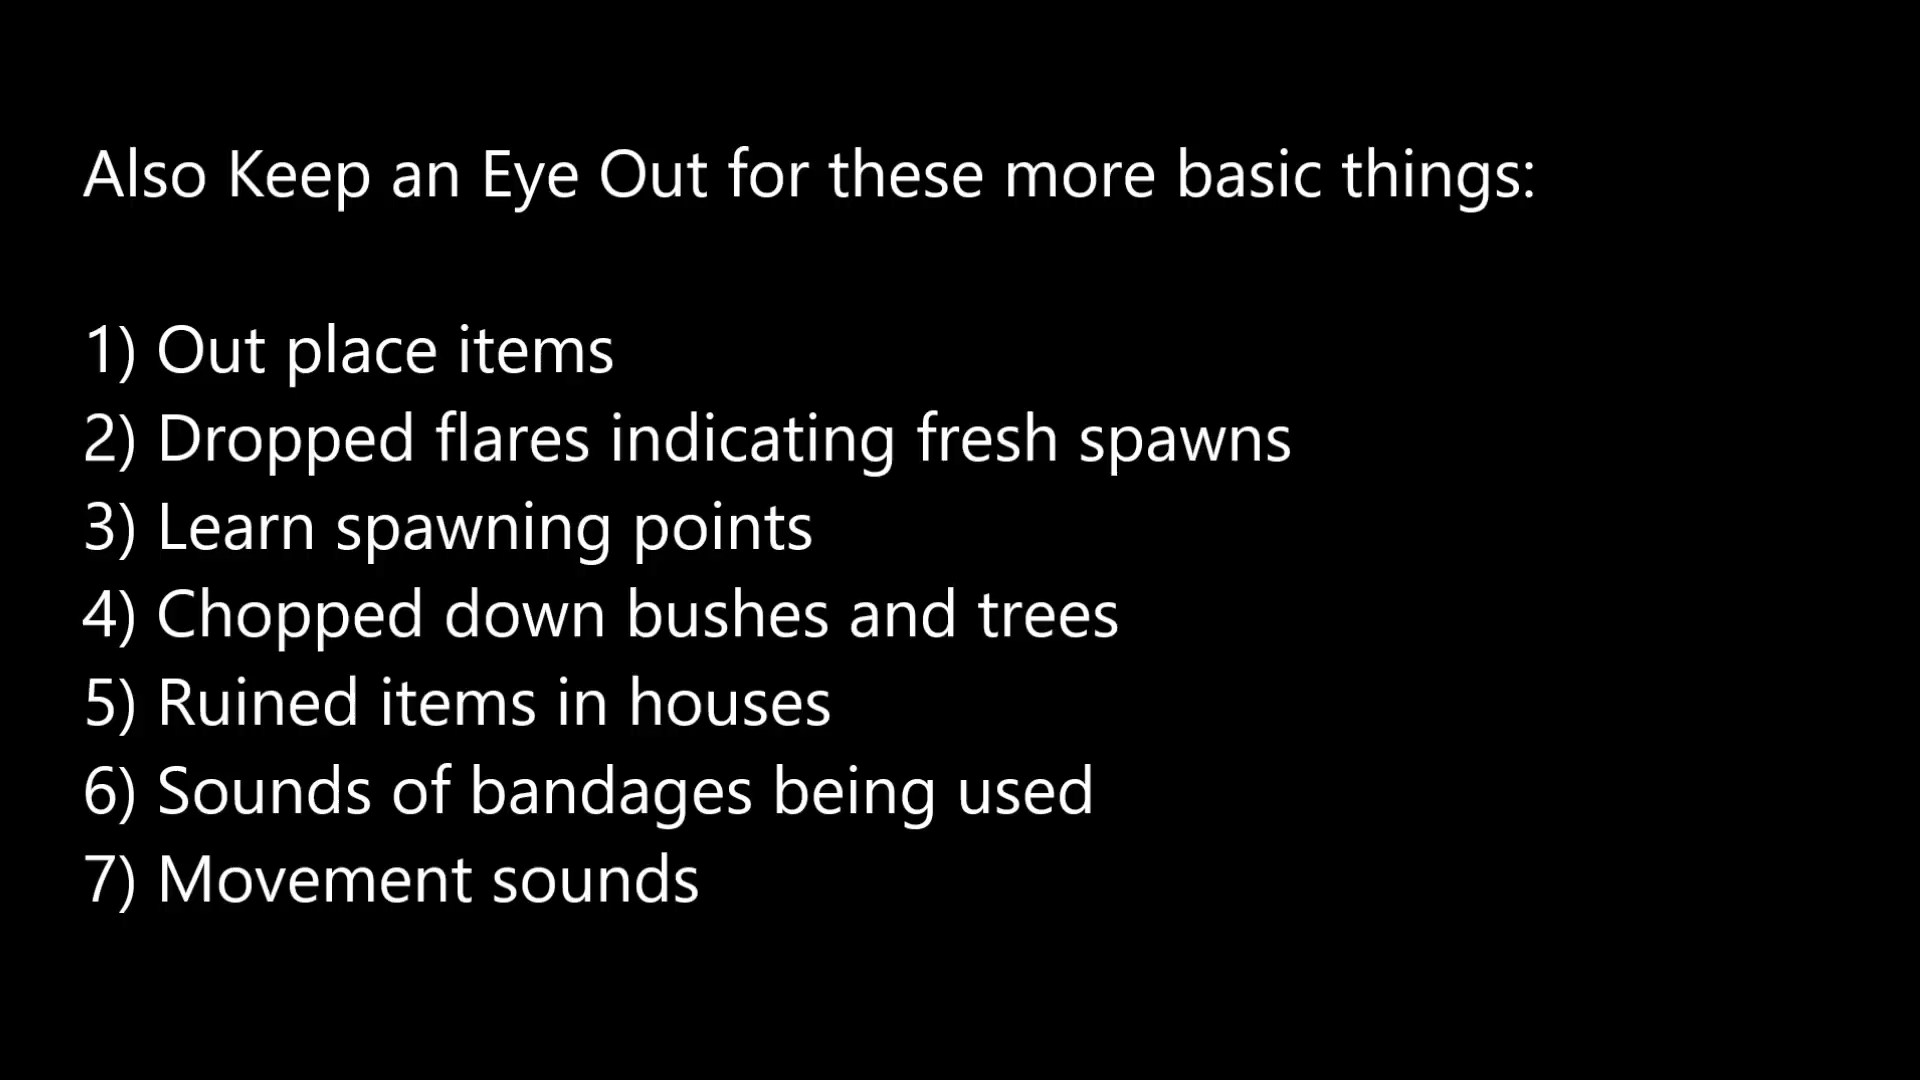 Also Keep an Eye Out for these more basic things:
1) Out place items
2) Dropped flares indicating fresh spawns
3) Learn spawning points
4) Chopped down bushes and trees
5) Ruined items in houses
6) Sounds of bandages being used
7) Movement sounds